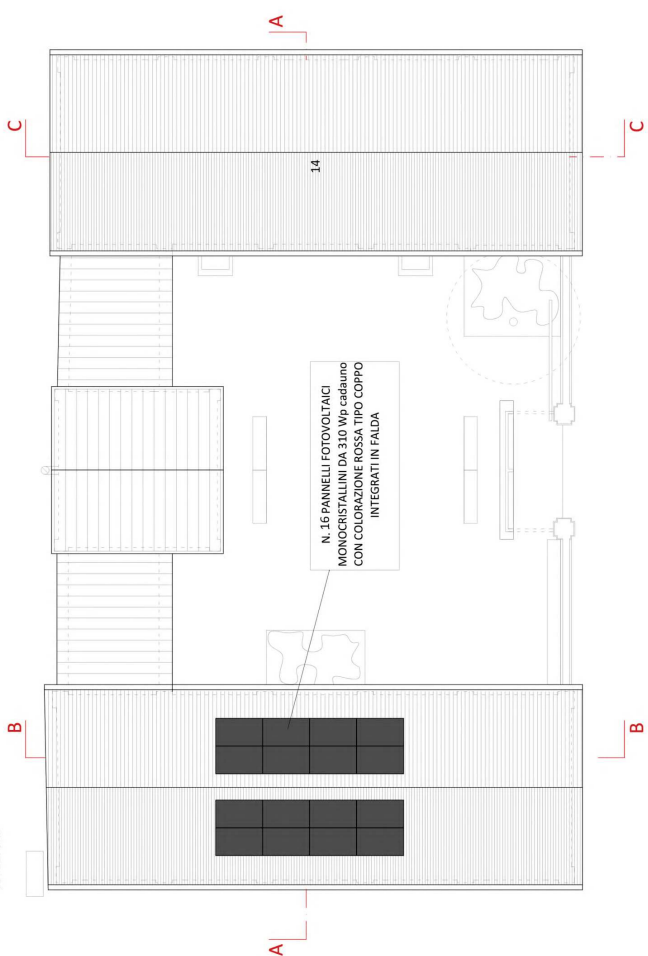 A
C
C
14
N. 16 PANNELLI FOTOVOLTAICI
MONOCRISTALLINI DA 310 Wp cadauno
CON COLORAZIONE ROSSA TIPO COPPO
INTEGRATI IN FALDA
B
B
A